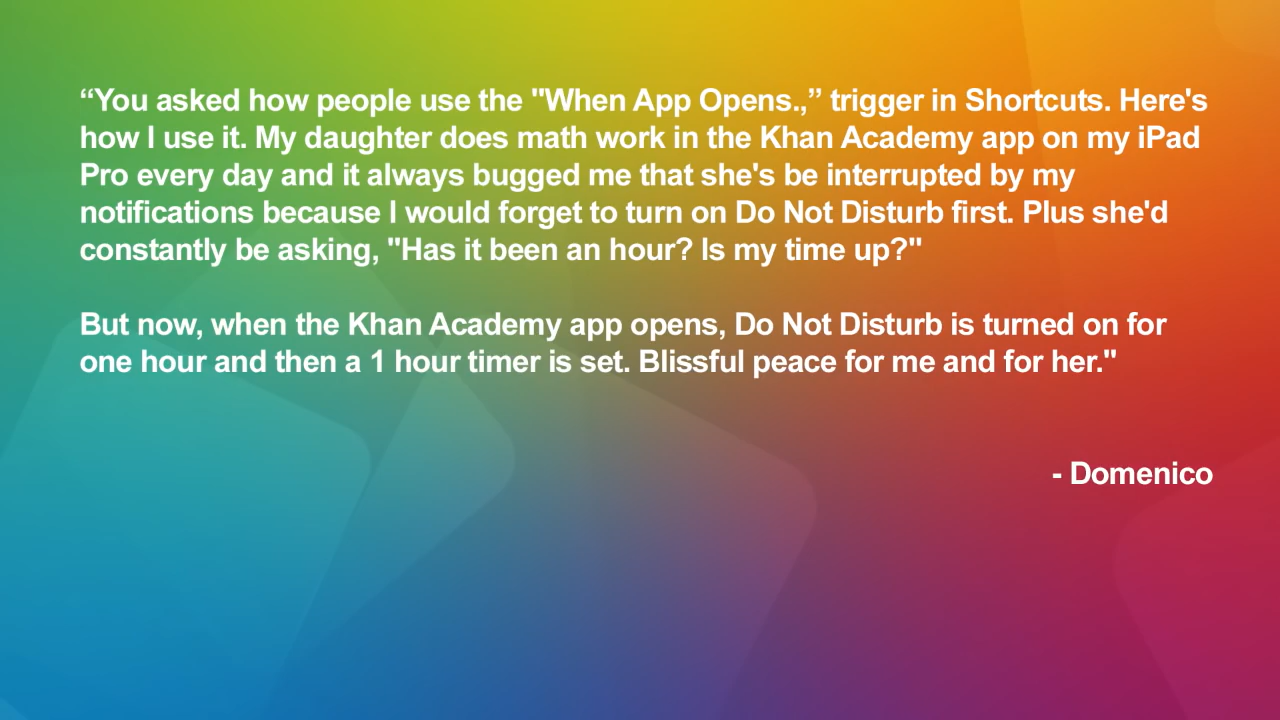 “You asked how people use the "When App Opens.,” trigger in Shortcuts. Here's
how I use it. My daughter does math work in the Khan Academy app on my iPad
Pro every day and it always bugged me that she's be interrupted by my
notifications because I would forget to turn on Do Not Disturb first. Plus she'd
constantly be asking, "Has it been an hour? Is my time up?"
But now, when the Khan Academy app opens, Do Not Disturb is turned on for
one hour and then a 1 hour timer is set. Blissful peace for me and for her."
- Domenico